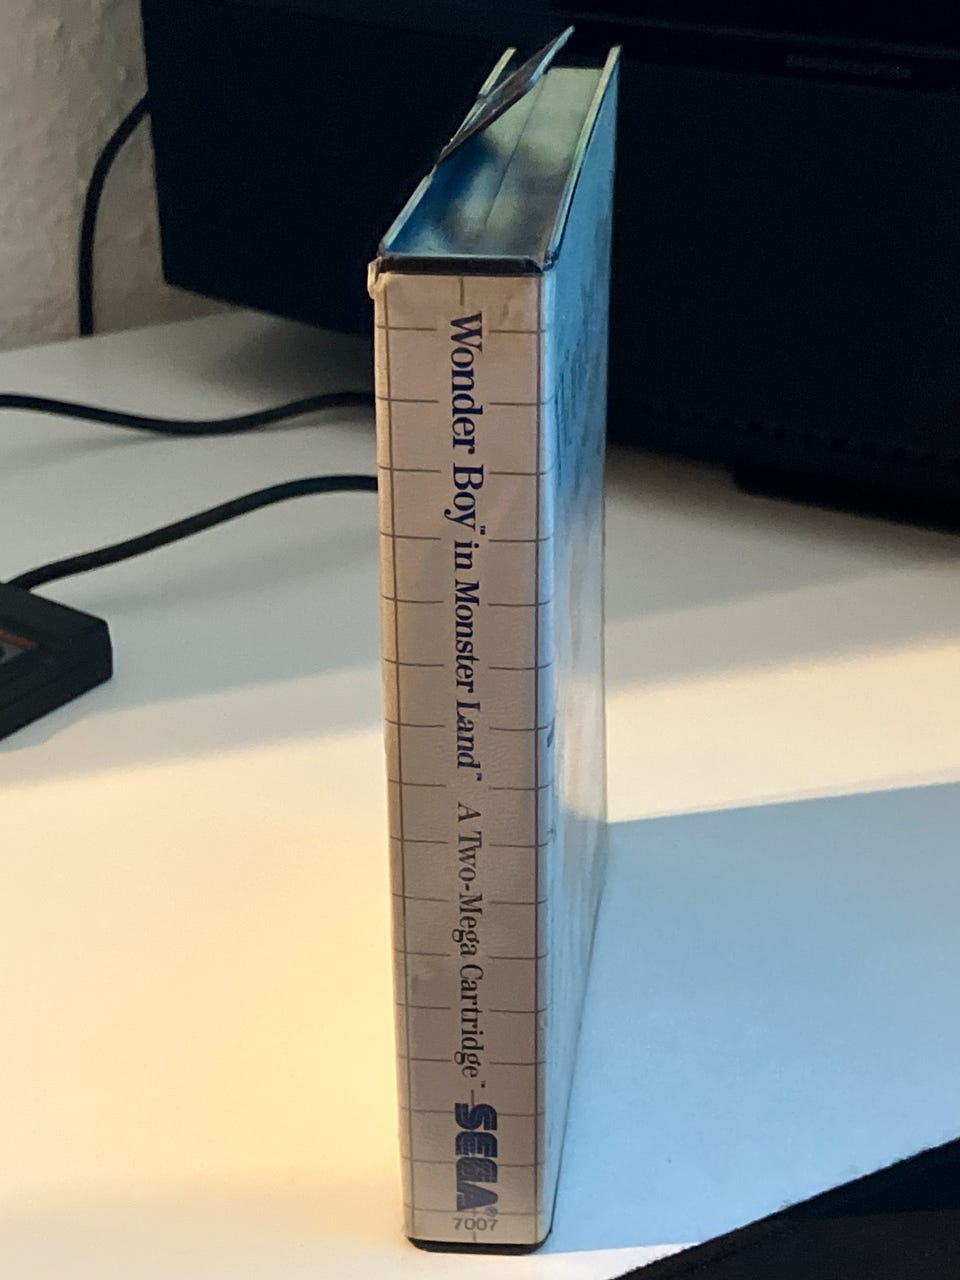 Wonder Boy™ in Monster Land™ A Two-Mega Cartridge™
SEGA®
7007